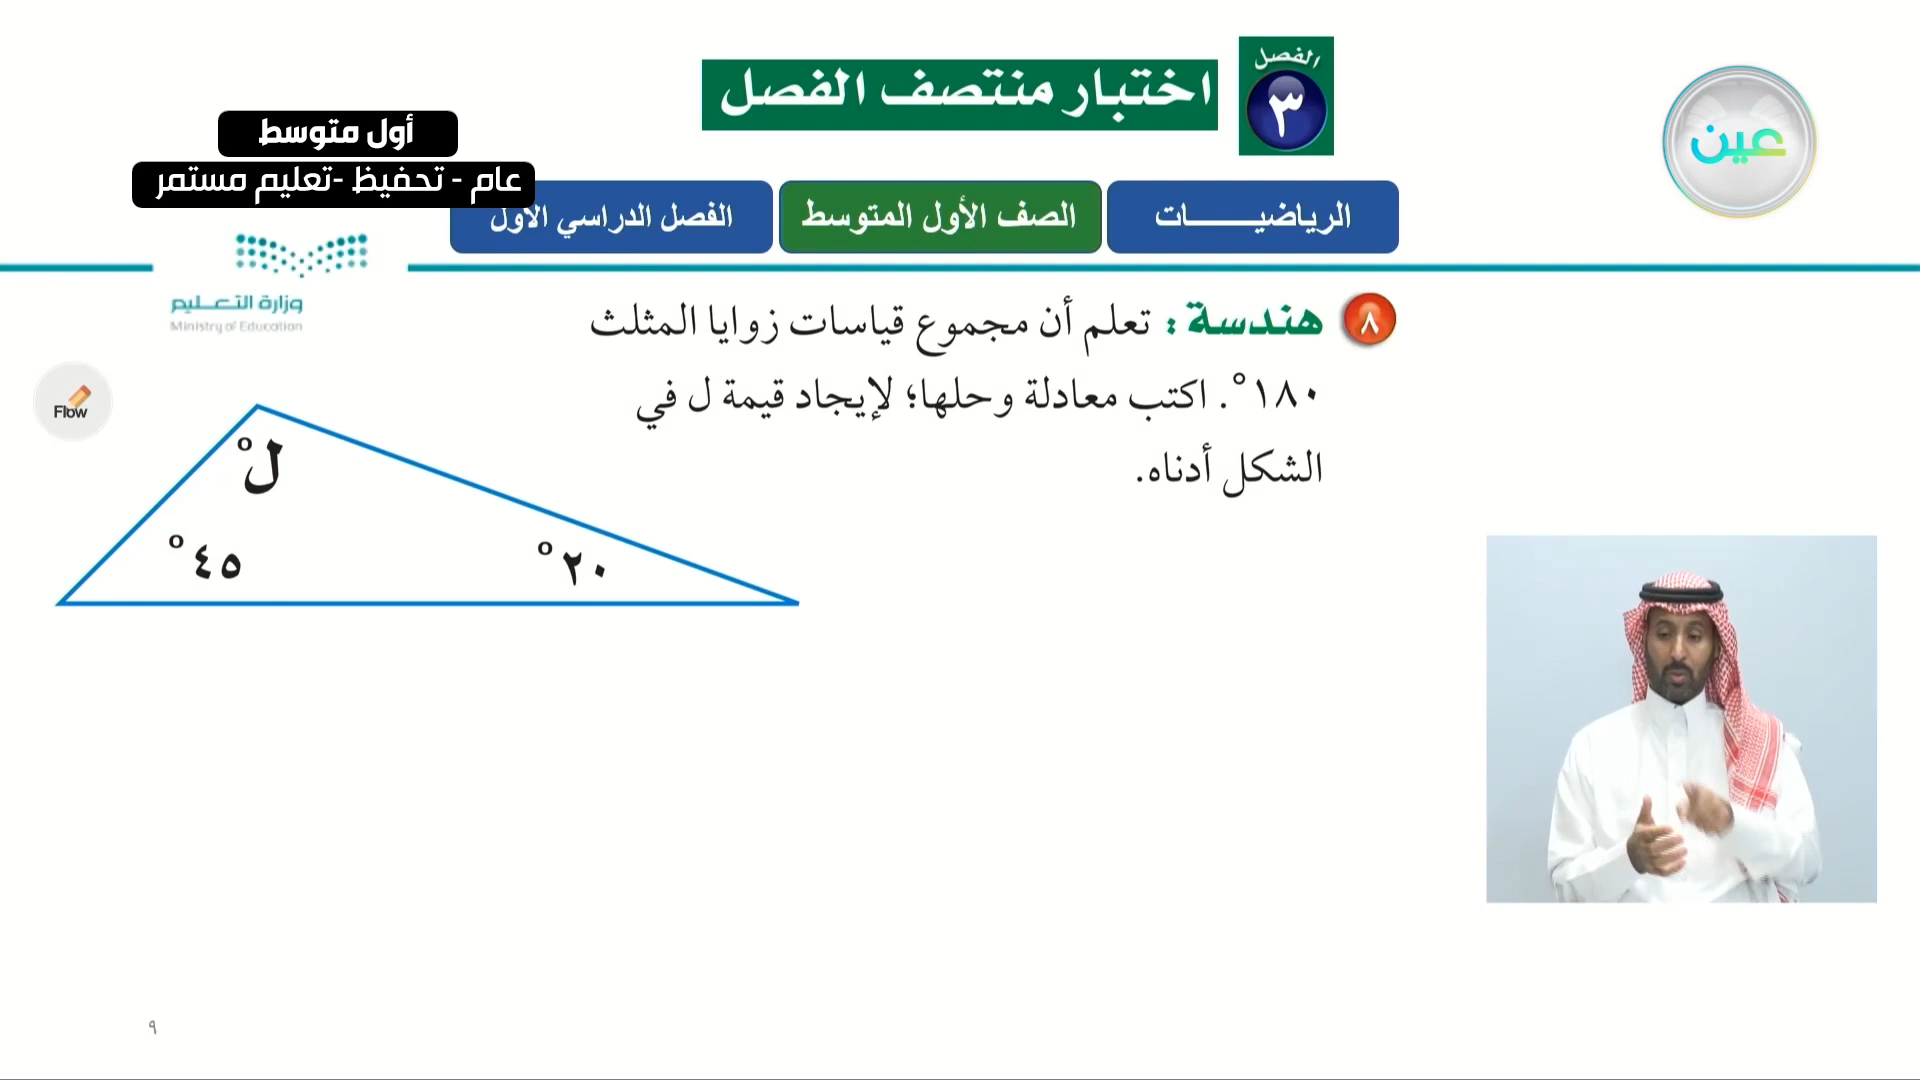 الفصل
٣
اختبار منتصف الفصل
عين
أول متوسط
عام - تحفيظ -تعليم مستمر
الرياضيـــــــات
الصف الأول المتوسط
الفصل الدراسي الأول
وزارة التعـــليم
Ministry of Education
٨ هندسة : تعلم أن مجموع قياسات زوايا المثلث
١٨٠°. اكتب معادلة وحلها؛ لإيجاد قيمة ل في
الشكل أدناه.
Flow
ل°
٤٥°
٢٠°
٩